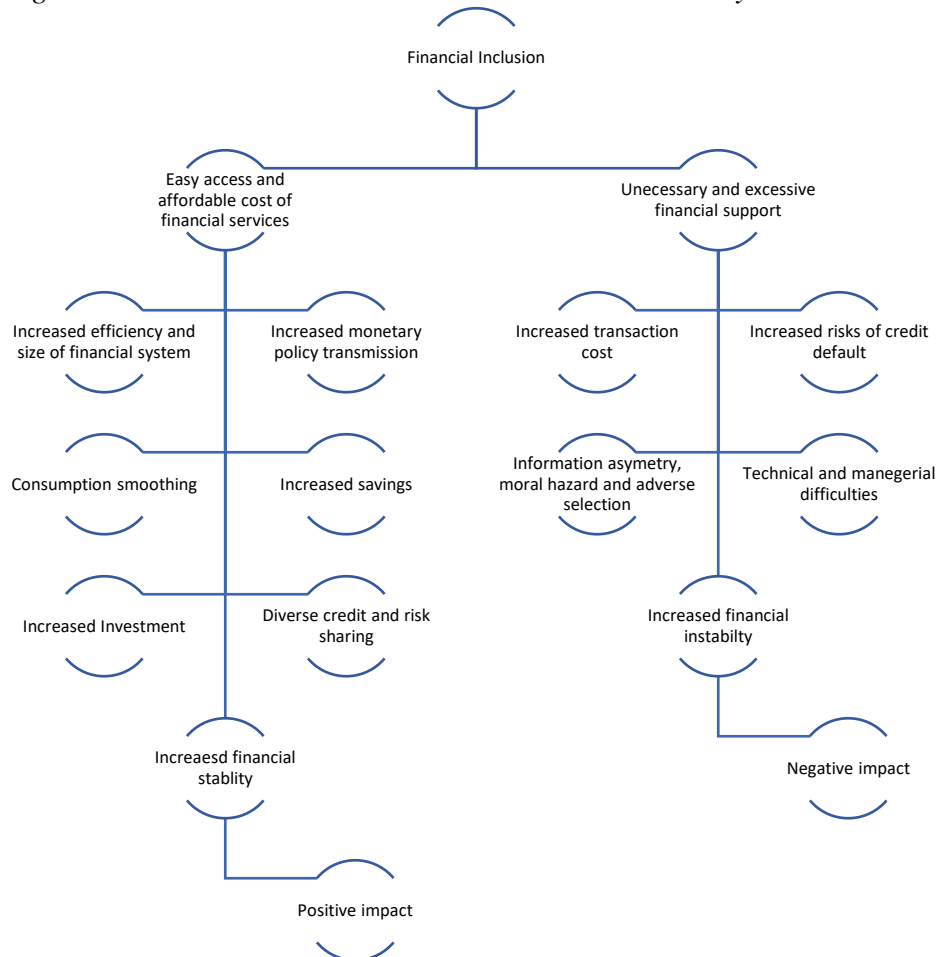 Financial Inclusion
Easy access and
affordable cost of
financial services
Unecessary and excessive
financial support
Increased efficiency and
size of financial system
Increased monetary
policy transmission
Increased transaction
cost
Increased risks of credit
default
Consumption smoothing
Increased savings
Information asymetry,
moral hazard and adverse
selection
Technical and manegerial
difficulties
Increased Investment
Diverse credit and risk
sharing
Increased financial
instabilty
Increaesd financial
stablity
Negative impact
Positive impact